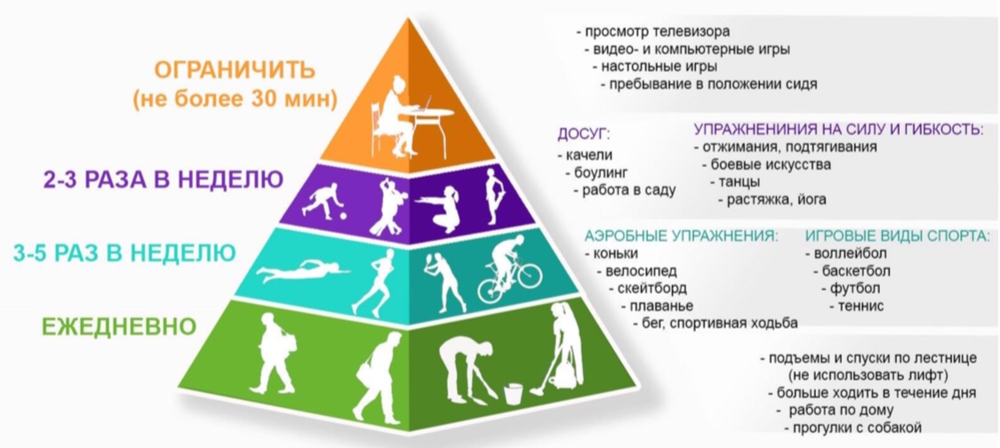 ОГРАНИЧИТЬ
(не более 30 мин)
- просмотр телевизора
- видео- и компьютерные игры
- настольные игры
- пребывание в положении сидя
2-3 РАЗА В НЕДЕЛЮ
ДОСУГ:
- качели
- боулинг
- работа в саду
УПРАЖНЕНИНИЯ НА СИЛУ И ГИБКОСТЬ:
- отжимания, подтягивания
- боевые искусства
- танцы
- растяжка, йога
3-5 РАЗ В НЕДЕЛЮ
АЭРОБНЫЕ УПРАЖНЕНИЯ:
- коньки
- велосипед
- скейтборд
- плаванье
- бег, спортивная ходьба
ИГРОВЫЕ ВИДЫ СПОРТА:
- воллейбол
- баскетбол
- футбол
- теннис
ЕЖЕДНЕВНО
- подъемы и спуски по лестнице
(не использовать лифт)
- больше ходить в течение дня
- работа по дому
- прогулки с собакой